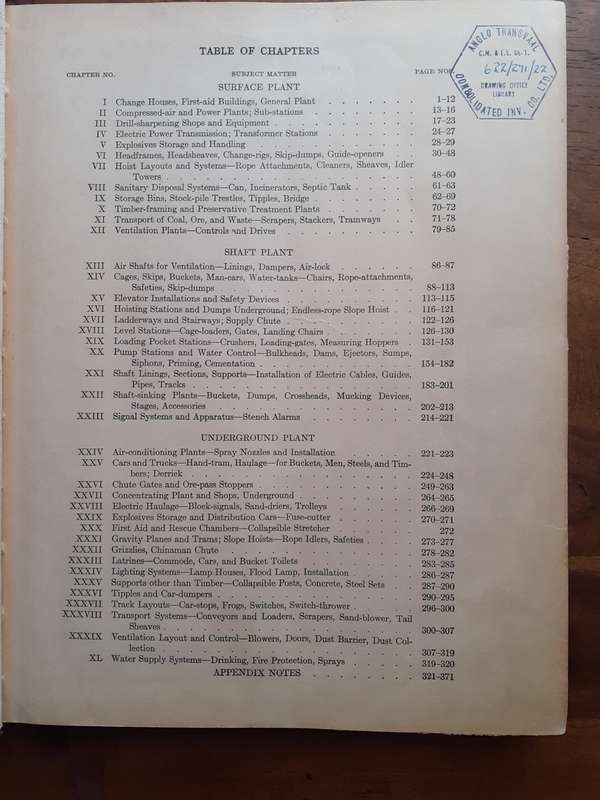 TABLE OF CHAPTERS
ANGLO TRANSVAAL
C.M. & I.
622/271/22
DRAWING OFFICE
LIBRARY
CONSOLIDATED INV. CO. LTD.
CHAPTER NO. SUBJECT MATTER PAGE NOS.
SURFACE PLANT
I Change Houses, First-aid Buildings, General Plant . . . . . . . 1–12
II Compressed-air and Power Plants; Sub-stations . . . . . . . 13–16
III Drill-sharpening Shops and Equipment . . . . . . . . . 17–23
IV Electric Power Transmission; Transformer Stations . . . . . . 24–27
V Explosives Storage and Handling . . . . . . . . . . 28–29
VI Headframes, Headsheaves, Change-rigs, Skip-dumps, Guide-openers . . 30–48
VII Hoist Layouts and Systems—Rope Attachments, Cleaners, Sheaves, Idler
Towers . . . . . . . . . . . . . . . 48–60
VIII Sanitary Disposal Systems—Can, Incinerators, Septic Tank . . . . . 61–63
IX Storage Bins, Stock-pile Trestles, Tipples, Bridge . . . . . . . 62–69
X Timber-framing and Preservative Treatment Plants . . . . . . 70–72
XI Transport of Coal, Ore, and Waste—Scrapers, Stackers, Tramways . . 71–78
XII Ventilation Plants—Controls and Drives . . . . . . . . 79–85
SHAFT PLANT
XIII Air Shafts for Ventilation—Linings, Dampers, Air-lock . . . . . . 86–87
XIV Cages, Skips, Buckets, Man-cars, Water-tanks—Chairs, Rope-attachments,
Safeties, Skip-dumps . . . . . . . . . . . . 88–113
XV Elevator Installations and Safety Devices . . . . . . . . 113–115
XVI Hoisting Stations and Dumps Underground; Endless-rope Slope Hoist . . 116–121
XVII Ladderways and Stairways; Supply Chute . . . . . . . . 122–126
XVIII Level Stations—Cage-loaders, Gates, Landing Chairs . . . . . . 126–130
XIX Loading Pocket Stations—Crushers, Loading-gates, Measuring Hoppers . 131–153
XX Pump Stations and Water Control—Bulkheads, Dams, Ejectors, Sumps,
Siphons, Priming, Cementation . . . . . . . . . . 154–182
XXI Shaft Linings, Sections, Supports—Installation of Electric Cables, Guides,
Pipes, Tracks . . . . . . . . . . . . . 183–201
XXII Shaft-sinking Plants—Buckets, Dumps, Crossheads, Mucking Devices,
Stages, Accessories . . . . . . . . . . . . 202–213
XXIII Signal Systems and Apparatus—Stench Alarms . . . . . . . 214–221
UNDERGROUND PLANT
XXIV Air-conditioning Plants—Spray Nozzles and Installation . . . . . 221–223
XXV Cars and Trucks—Hand-tram, Haulage—for Buckets, Men, Steels, and Tim-
bers; Derrick . . . . . . . . . . . . . 224–248
XXVI Chute Gates and Ore-pass Stoppers . . . . . . . . . 249–263
XXVII Concentrating Plant and Shops, Underground . . . . . . . 264–265
XXVIII Electric Haulage—Block-signals, Sand-driers, Trolleys . . . . . 266–269
XXIX Explosives Storage and Distribution Cars—Fuse-cutter . . . . . 270–271
XXX First Aid and Rescue Chambers—Collapsible Stretcher . . . . . 272
XXXI Gravity Planes and Trams; Slope Hoists—Rope Idlers, Safeties . . . 273–277
XXXII Grizzlies, Chinaman Chute . . . . . . . . . . 278–282
XXXIII Latrines—Commode, Cars, and Bucket Toilets . . . . . . . 283–285
XXXIV Lighting Systems—Lamp Houses, Flood Lamp, Installation . . . . 286–287
XXXV Supports other than Timber—Collapsible Posts, Concrete, Steel Sets . . 287–290
XXXVI Tipples and Car-dumpers . . . . . . . . . . . 290–295
XXXVII Track Layouts—Car-stops, Frogs, Switches, Switch-thrower . . . . 296–300
XXXVIII Transport Systems—Conveyors and Loaders, Scrapers, Sand-blower, Tail
Sheaves . . . . . . . . . . . . . . . 300–307
XXXIX Ventilation Layout and Control—Blowers, Doors, Dust Barrier, Dust Col-
lection . . . . . . . . . . . . . . . 307–319
XL Water Supply Systems—Drinking, Fire Protection, Sprays . . . . . 319–320
APPENDIX NOTES . . . . . . . . 321–371